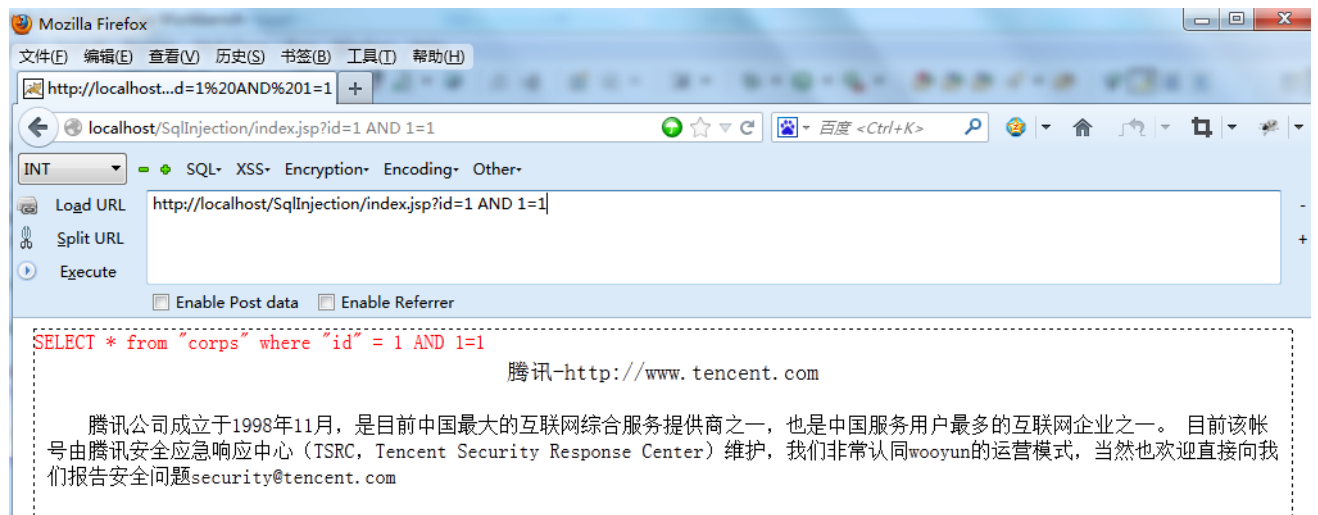 Mozilla Firefox
文件(F) 编辑(E) 查看(V) 历史(S) 书签(B) 工具(T) 帮助(H)
http://localhost...d=1%20AND%201=1 +
localhost/SqlInjection/index.jsp?id=1 AND 1=1 百度 <Ctrl+K>
INT SQL- XSS- Encryption- Encoding- Other-
Load URL http://localhost/SqlInjection/index.jsp?id=1 AND 1=1 -
Split URL +
Execute
Enable Post data Enable Referrer
SELECT * from "corps" where "id" = 1 AND 1=1
腾讯-http://www.tencent.com
腾讯公司成立于1998年11月，是目前中国最大的互联网综合服务提供商之一，也是中国服务用户最多的互联网企业之一。 目前该帐
号由腾讯安全应急响应中心（TSRC，Tencent Security Response Center）维护，我们非常认同wooyun的运营模式，当然也欢迎直接向我
们报告安全问题security@tencent.com